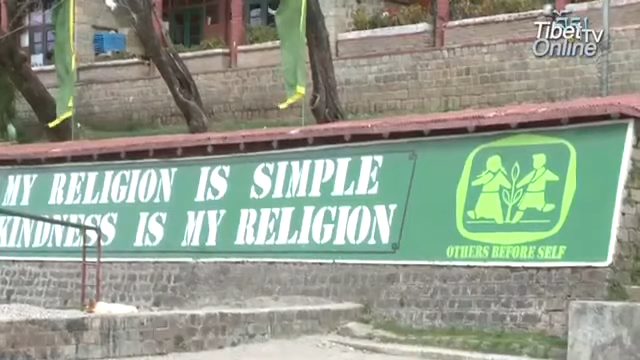 Tibet TV
Online
MY RELIGION IS SIMPLE
KINDNESS IS MY RELIGION
OTHERS BEFORE SELF